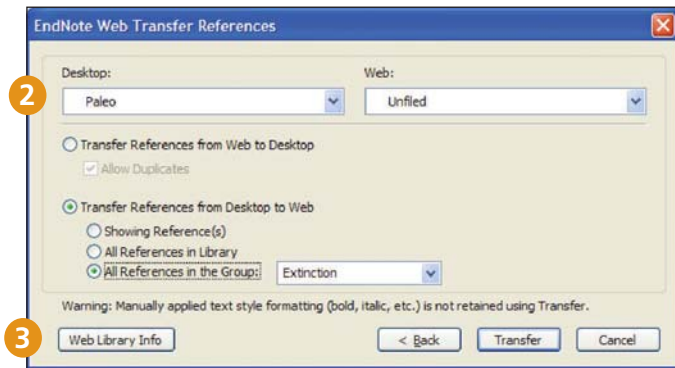 EndNote Web Transfer References
Desktop: Web:
2
Paleo Unfiled
Transfer References from Web to Desktop
Allow Duplicates
Transfer References from Desktop to Web
Showing Reference(s)
All References in Library
All References in the Group: Extinction
Warning: Manually applied text style formatting (bold, italic, etc.) is not retained using Transfer.
3
Web Library Info < Back Transfer Cancel